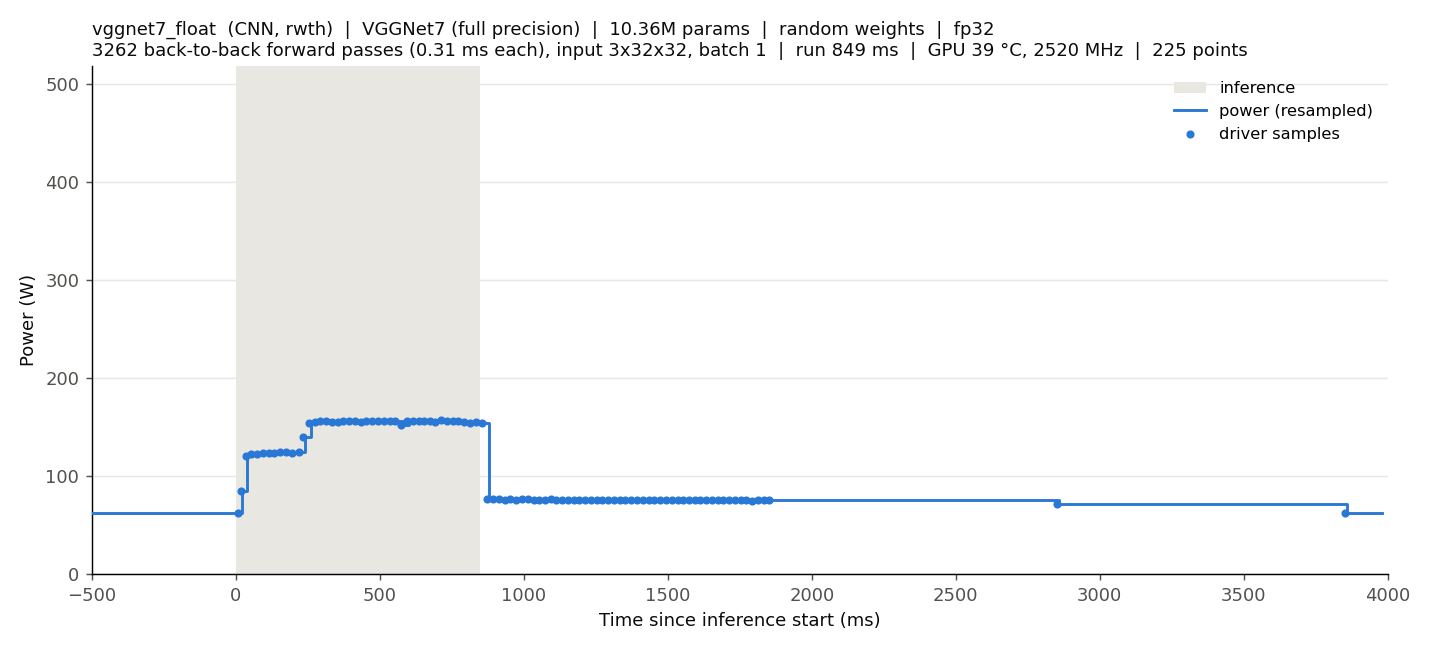 vggnet7_float  (CNN, rwth)  |  VGGNet7 (full precision)  |  10.36M params  |  random weights  |  fp32
3262 back-to-back forward passes (0.31 ms each), input 3x32x32, batch 1  |  run 849 ms  |  GPU 39 °C, 2520 MHz  |  225 points
inference
power (resampled)
driver samples
Power (W)
500
400
300
200
100
0
−500 0 500 1000 1500 2000 2500 3000 3500 4000
Time since inference start (ms)